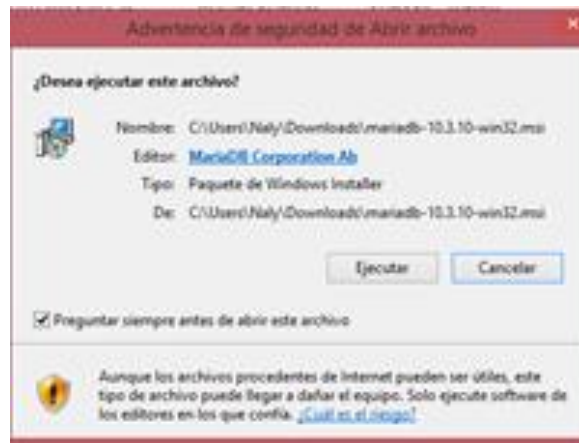 Advertencia de seguridad de Abrir archivo
¿Desea ejecutar este archivo?
Nombre: C:\Users\Naly\Downloads\mariadb-10.3.10-win32.msi
Editor: MariaDB Corporation Ab
Tipo: Paquete de Windows Installer
De: C:\Users\Naly\Downloads\mariadb-10.3.10-win32.msi
Ejecutar Cancelar
Preguntar siempre antes de abrir este archivo
Aunque los archivos procedentes de Internet pueden ser útiles, este
tipo de archivo puede llegar a dañar el equipo. Solo ejecute software de
los editores en los que confía. ¿Cuál es el riesgo?